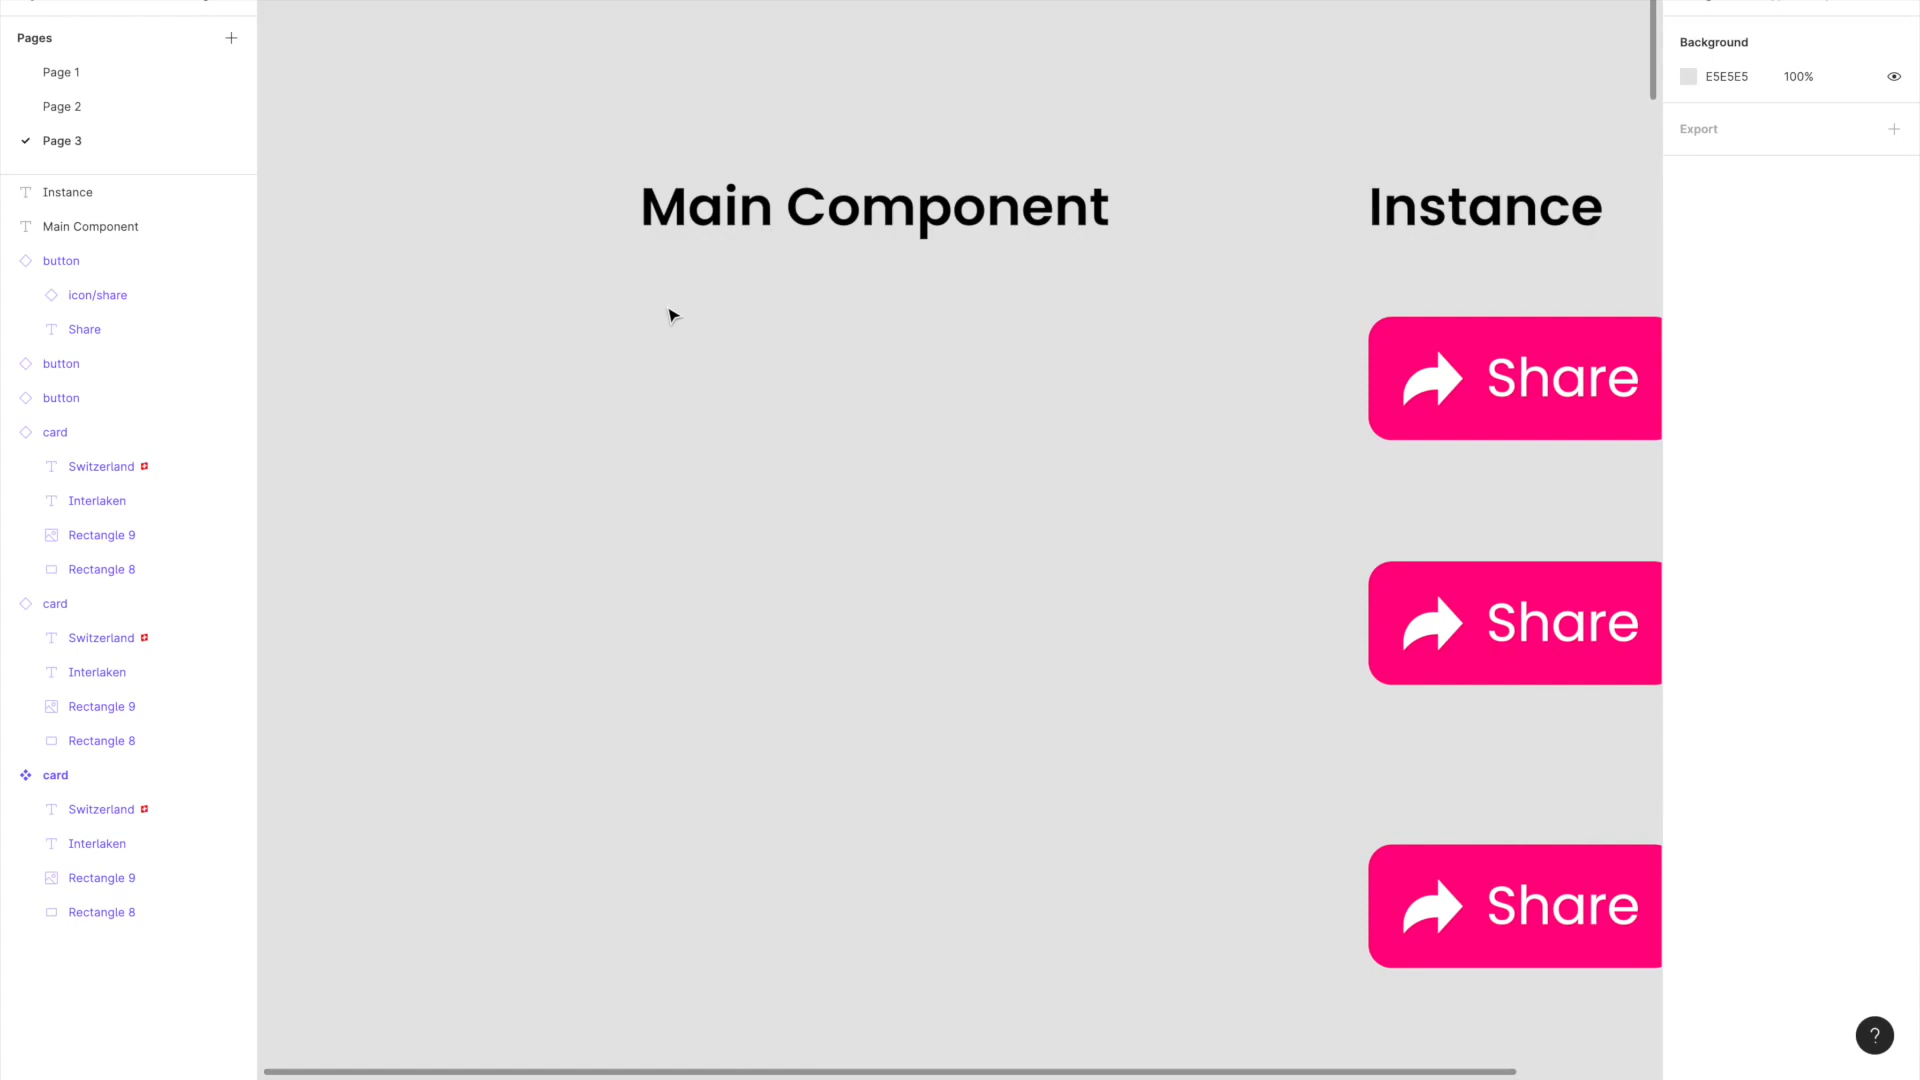 Pages
Page 1
Page 2
Page 3
Instance
Main Component
button
icon/share
Share
button
button
card
Switzerland
Interlaken
Rectangle 9
Rectangle 8
card
Switzerland
Interlaken
Rectangle 9
Rectangle 8
card
Switzerland
Interlaken
Rectangle 9
Rectangle 8
Main Component
Instance
Share
Share
Share
Background
E5E5E5 100%
Export
?